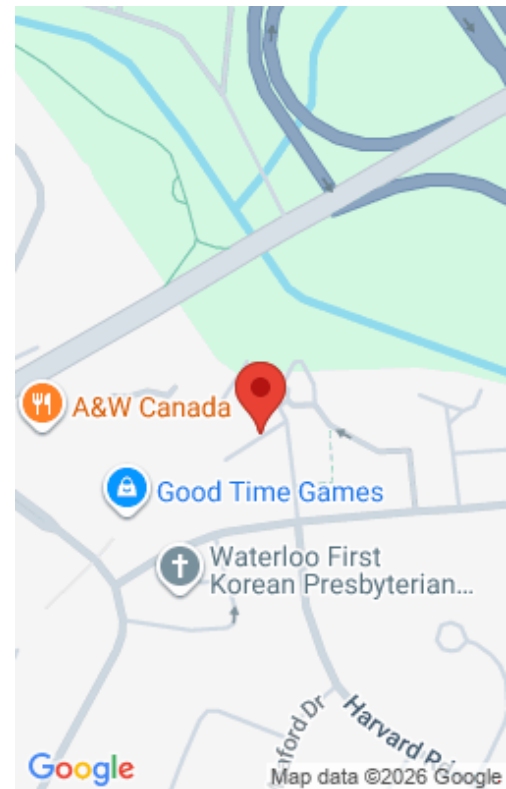 A&W Canada
Good Time Games
Waterloo First
Korean Presbyterian...
Harvard Rd
Google
Map data ©2026 Google